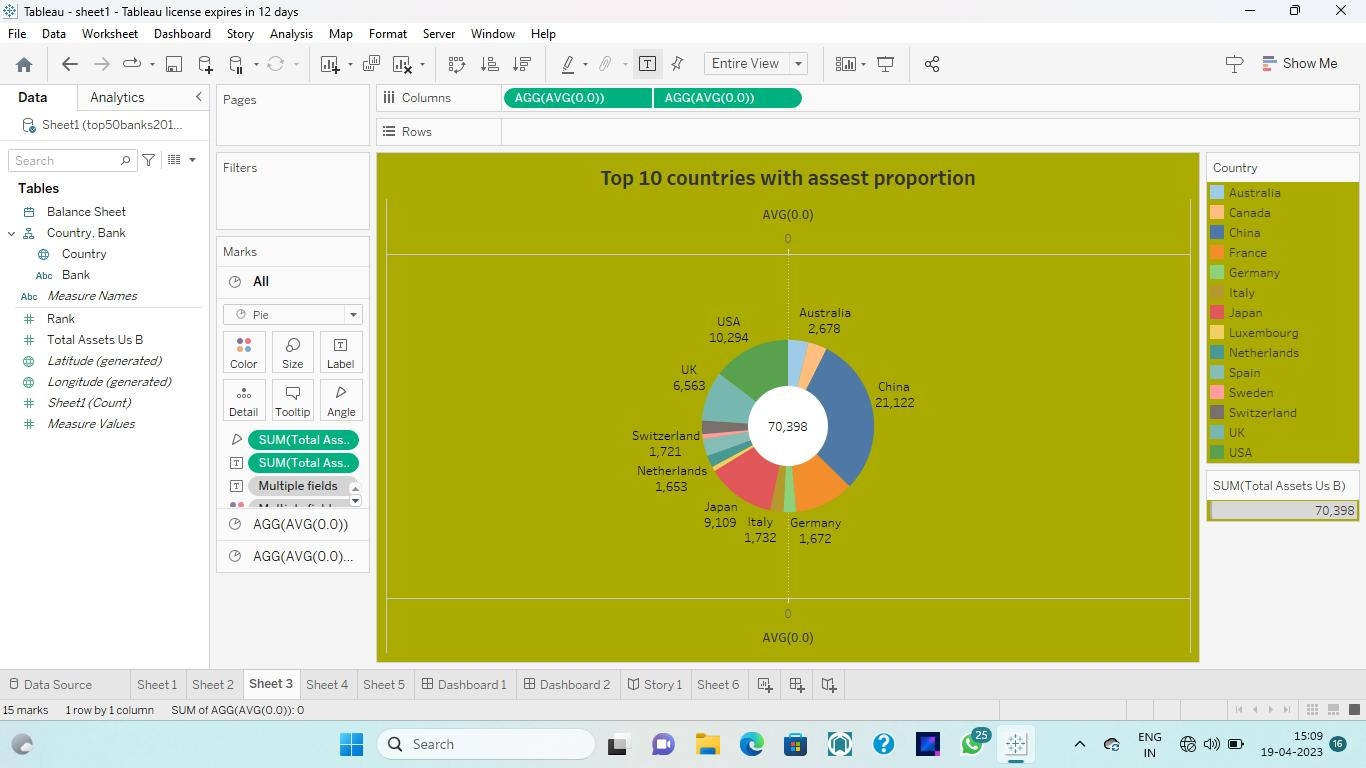 Tableau - sheet1 - Tableau license expires in 12 days
File Data Worksheet Dashboard Story Analysis Map Format Server Window Help
Entire View
Show Me
Data Analytics
Sheet1 (top50banks201...
Search
Tables
Balance Sheet
Country, Bank
Country
Abc Bank
Abc Measure Names
Rank
Total Assets Us B
Latitude (generated)
Longitude (generated)
Sheet1 (Count)
Measure Values
Pages
Filters
Marks
All
Pie
Color Size Label
Detail Tooltip Angle
SUM(Total Ass..
SUM(Total Ass..
Multiple fields
AGG(AVG(0.0))
AGG(AVG(0.0)...
Columns AGG(AVG(0.0)) AGG(AVG(0.0))
Rows
Top 10 countries with assest proportion
AVG(0.0)
0
Australia
2,678
USA
10,294
UK
6,563
China
21,122
70,398
Switzerland
1,721
Netherlands
1,653
Japan
9,109
Italy
1,732
Germany
1,672
0
AVG(0.0)
Country
Australia
Canada
China
France
Germany
Italy
Japan
Luxembourg
Netherlands
Spain
Sweden
Switzerland
UK
USA
SUM(Total Assets Us B)
70,398
Data Source Sheet 1 Sheet 2 Sheet 3 Sheet 4 Sheet 5 Dashboard 1 Dashboard 2 Story 1 Sheet 6
15 marks 1 row by 1 column SUM of AGG(AVG(0.0)): 0
Search
25
ENG
IN
15:09
19-04-2023
16